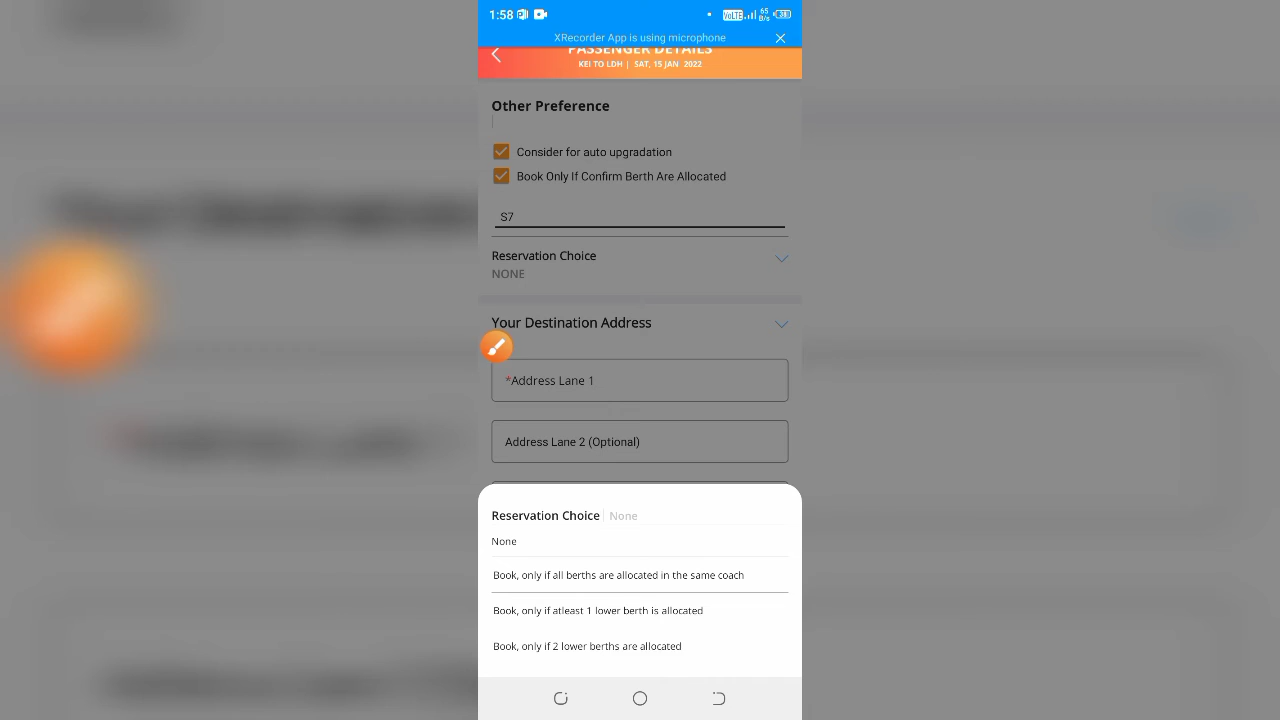 1:58
VoLTE 65 B/s 38
XRecorder App is using microphone
PASSENGER DETAILS
KEI TO LDH | SAT, 15 JAN 2022
Other Preference
Consider for auto upgradation
Book Only If Confirm Berth Are Allocated
S7
Reservation Choice
NONE
Your Destination Address
*Address Lane 1
Address Lane 2 (Optional)
Reservation Choice None
None
Book, only if all berths are allocated in the same coach
Book, only if atleast 1 lower berth is allocated
Book, only if 2 lower berths are allocated